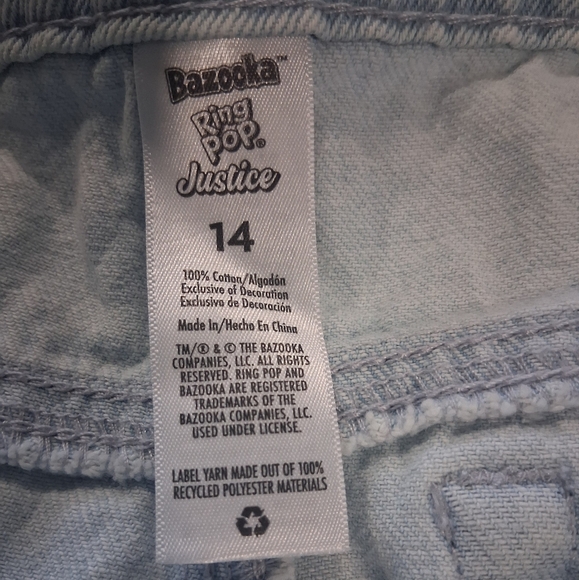 Bazooka™
Ring
POP®
Justice
14
100% Cotton/Algodón
Exclusive of Decoration
Exclusivo de Decoración
Made In/Hecho En China
TM/® & © THE BAZOOKA
COMPANIES, LLC. ALL RIGHTS
RESERVED. RING POP AND
BAZOOKA ARE REGISTERED
TRADEMARKS OF THE
BAZOOKA COMPANIES, LLC.
USED UNDER LICENSE.
LABEL YARN MADE OUT OF 100%
RECYCLED POLYESTER MATERIALS